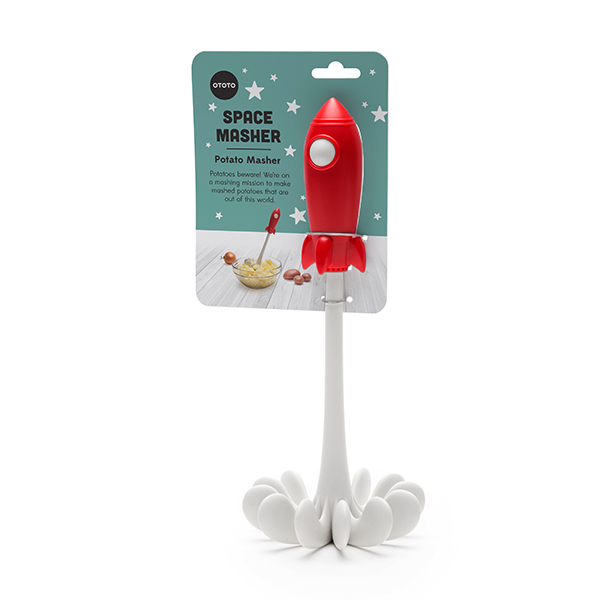 OTOTO
SPACE
MASHER
Potato Masher
Potatoes beware! We're on
a mashing mission to make
mashed potatoes that are
out of this world.